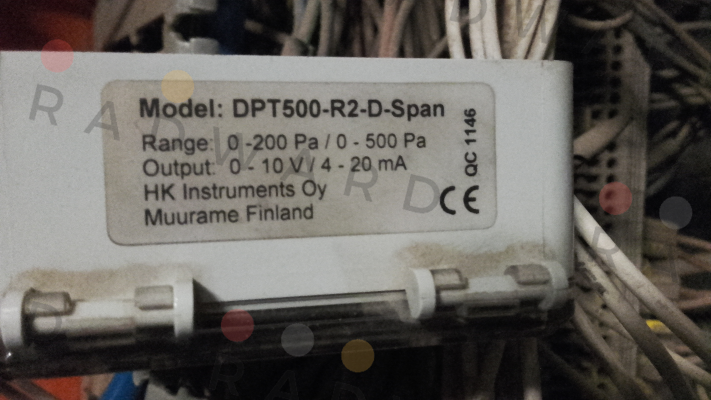 Model: DPT500-R2-D-Span
Range: 0 -200 Pa / 0 - 500 Pa
Output: 0 - 10 V / 4 - 20 mA
HK Instruments Oy
Muurame Finland
QC 1146
CE
RADWARD